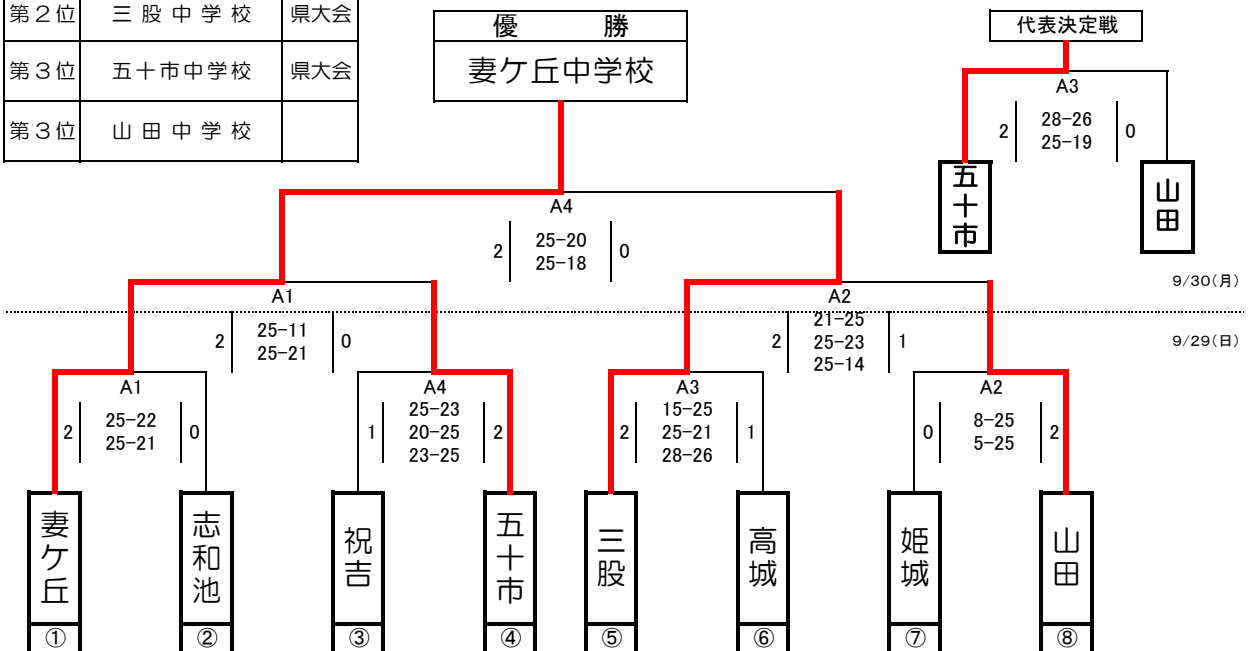 第２位 三股中学校 県大会
第３位 五十市中学校 県大会
第３位 山田中学校
優勝
妻ケ丘中学校
代表決定戦
A3
2 28-26 0
25-19
五十市
山田
A4
2 25-20 0
25-18
9/30(月)
A1
2 25-11 0
25-21
A2
21-25
2 25-23 1
25-14
9/29(日)
A1
2 25-22 0
25-21
A4
25-23
1 20-25 2
23-25
A3
15-25
2 25-21 1
28-26
A2
0 8-25 2
5-25
妻ケ丘
志和池
祝吉
五十市
三股
高城
姫城
山田
① ② ③ ④ ⑤ ⑥ ⑦ ⑧